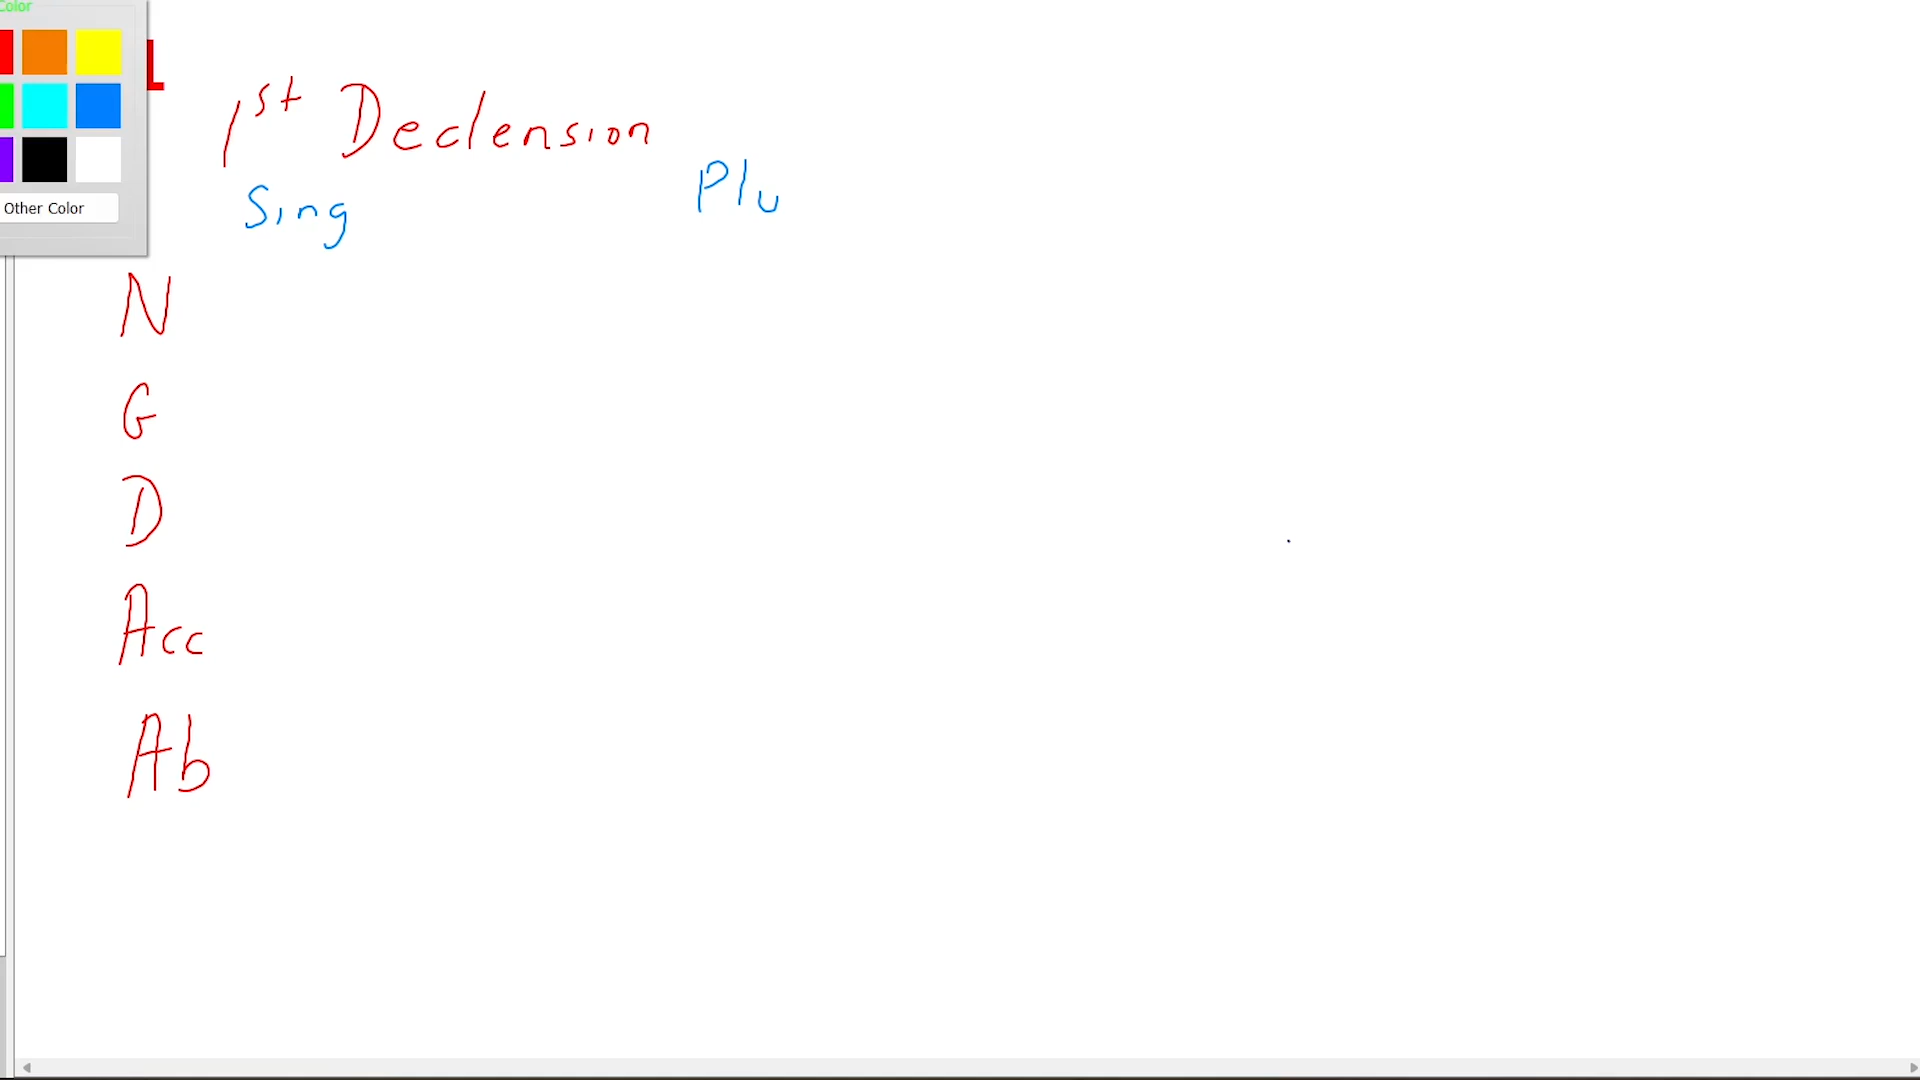 Color
Other Color
1st Declension
Sing Plu
N
G
D
Acc
Ab